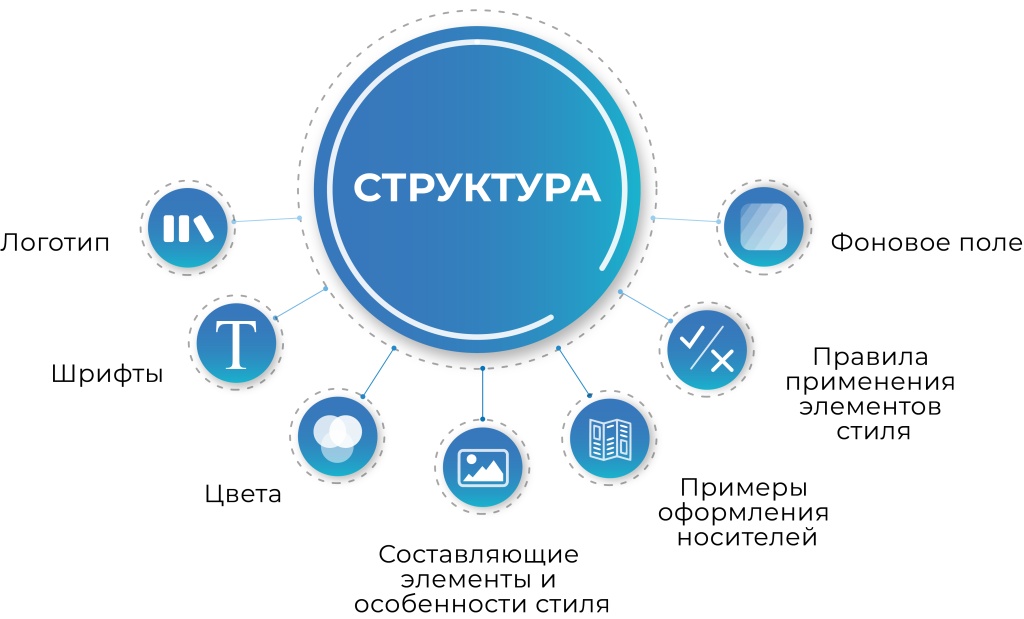 СТРУКТУРА
Логотип
Шрифты
Цвета
Составляющие
элементы и
особенности стиля
Примеры
оформления
носителей
Правила
применения
элементов
стиля
Фоновое поле